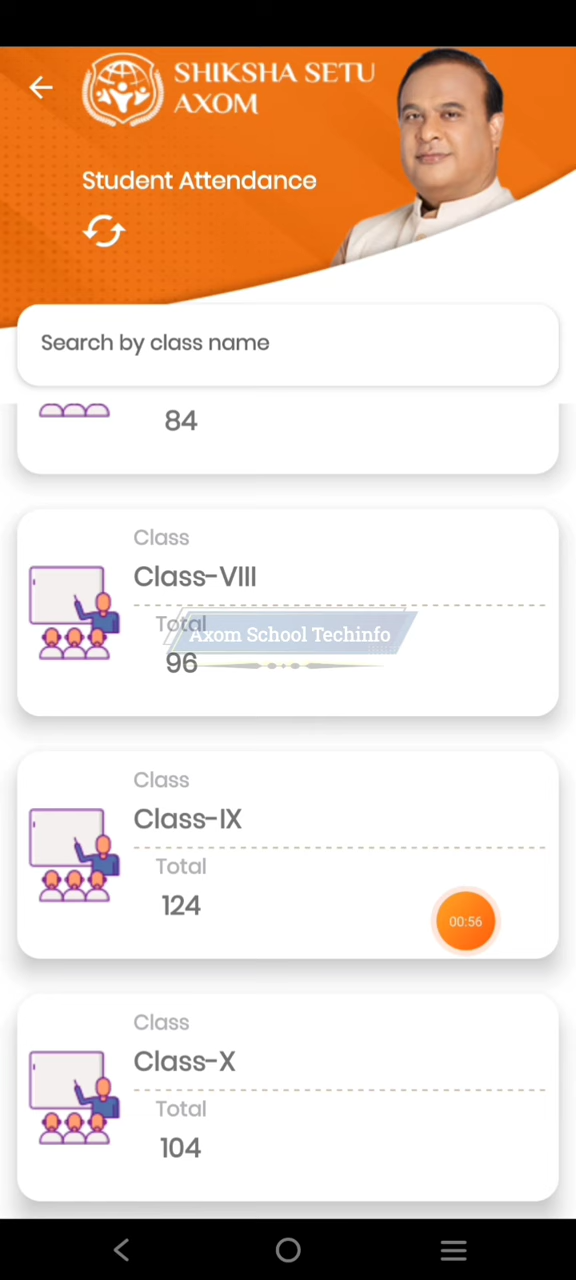 SHIKSHA SETU
AXOM
Student Attendance
Search by class name
84
Class
Class-VIII
Total
Axom School Techinfo
96
Class
Class-IX
Total
124
00:56
Class
Class-X
Total
104